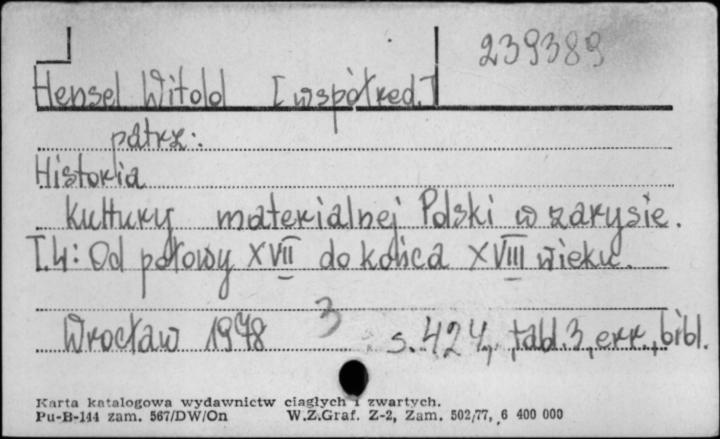 239389
Hensel Witold [współred.]
patrz:
Historia
kultury materialnej Polski w zarysie.
T.4: Od połowy XVII do końca XVIII wieku.
3
Wrocław 1978 s. 424, tabl. 3, err., bibl.
Karta katalogowa wydawnictw ciągłych i zwartych.
Pu-B-144 zam. 567/DW/On W.Z.Graf. Z-2, Zam. 502/77, 6 400 000